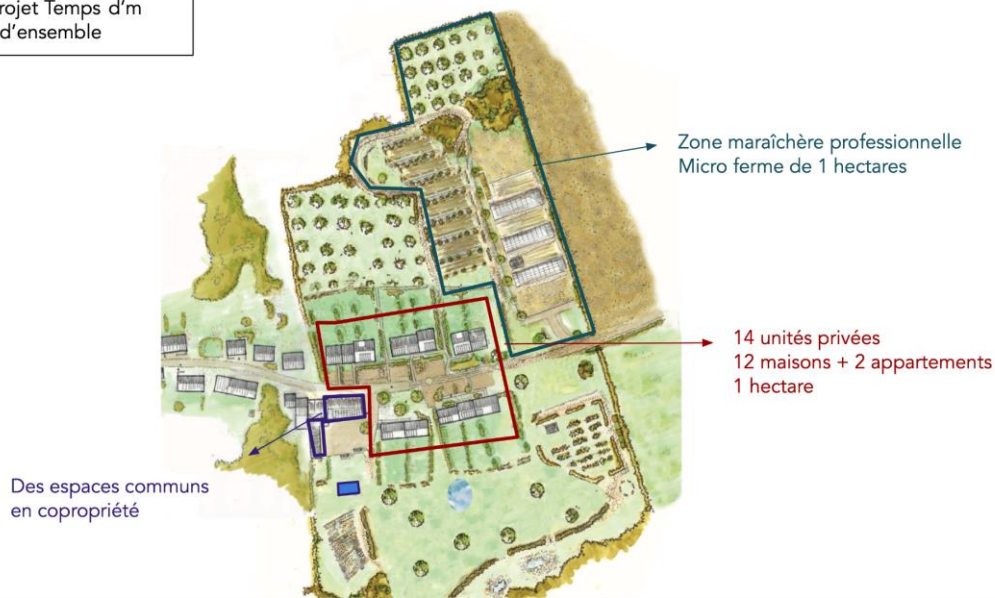 rojet Temps d'm
d'ensemble
Zone maraîchère professionnelle
Micro ferme de 1 hectares
14 unités privées
12 maisons + 2 appartements
1 hectare
Des espaces communs
en copropriété